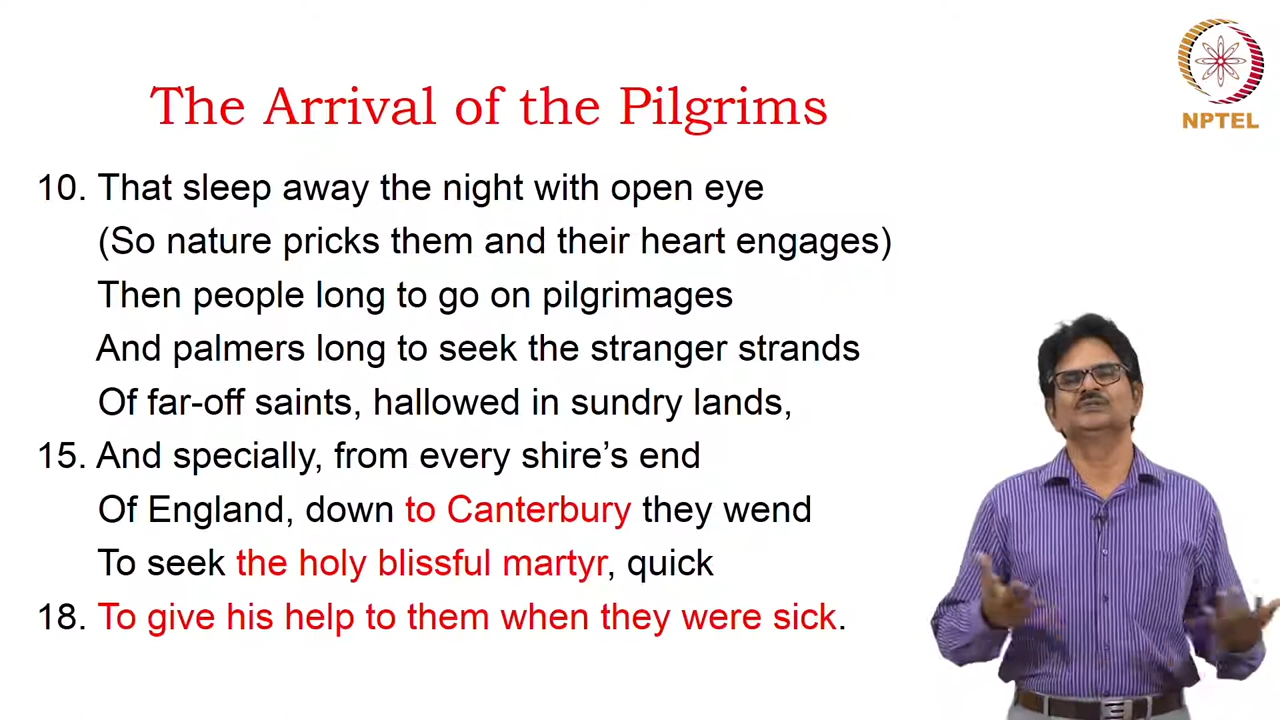 NPTEL
The Arrival of the Pilgrims
10. That sleep away the night with open eye
(So nature pricks them and their heart engages)
Then people long to go on pilgrimages
And palmers long to seek the stranger strands
Of far-off saints, hallowed in sundry lands,
15. And specially, from every shire’s end
Of England, down to Canterbury they wend
To seek the holy blissful martyr, quick
18. To give his help to them when they were sick.